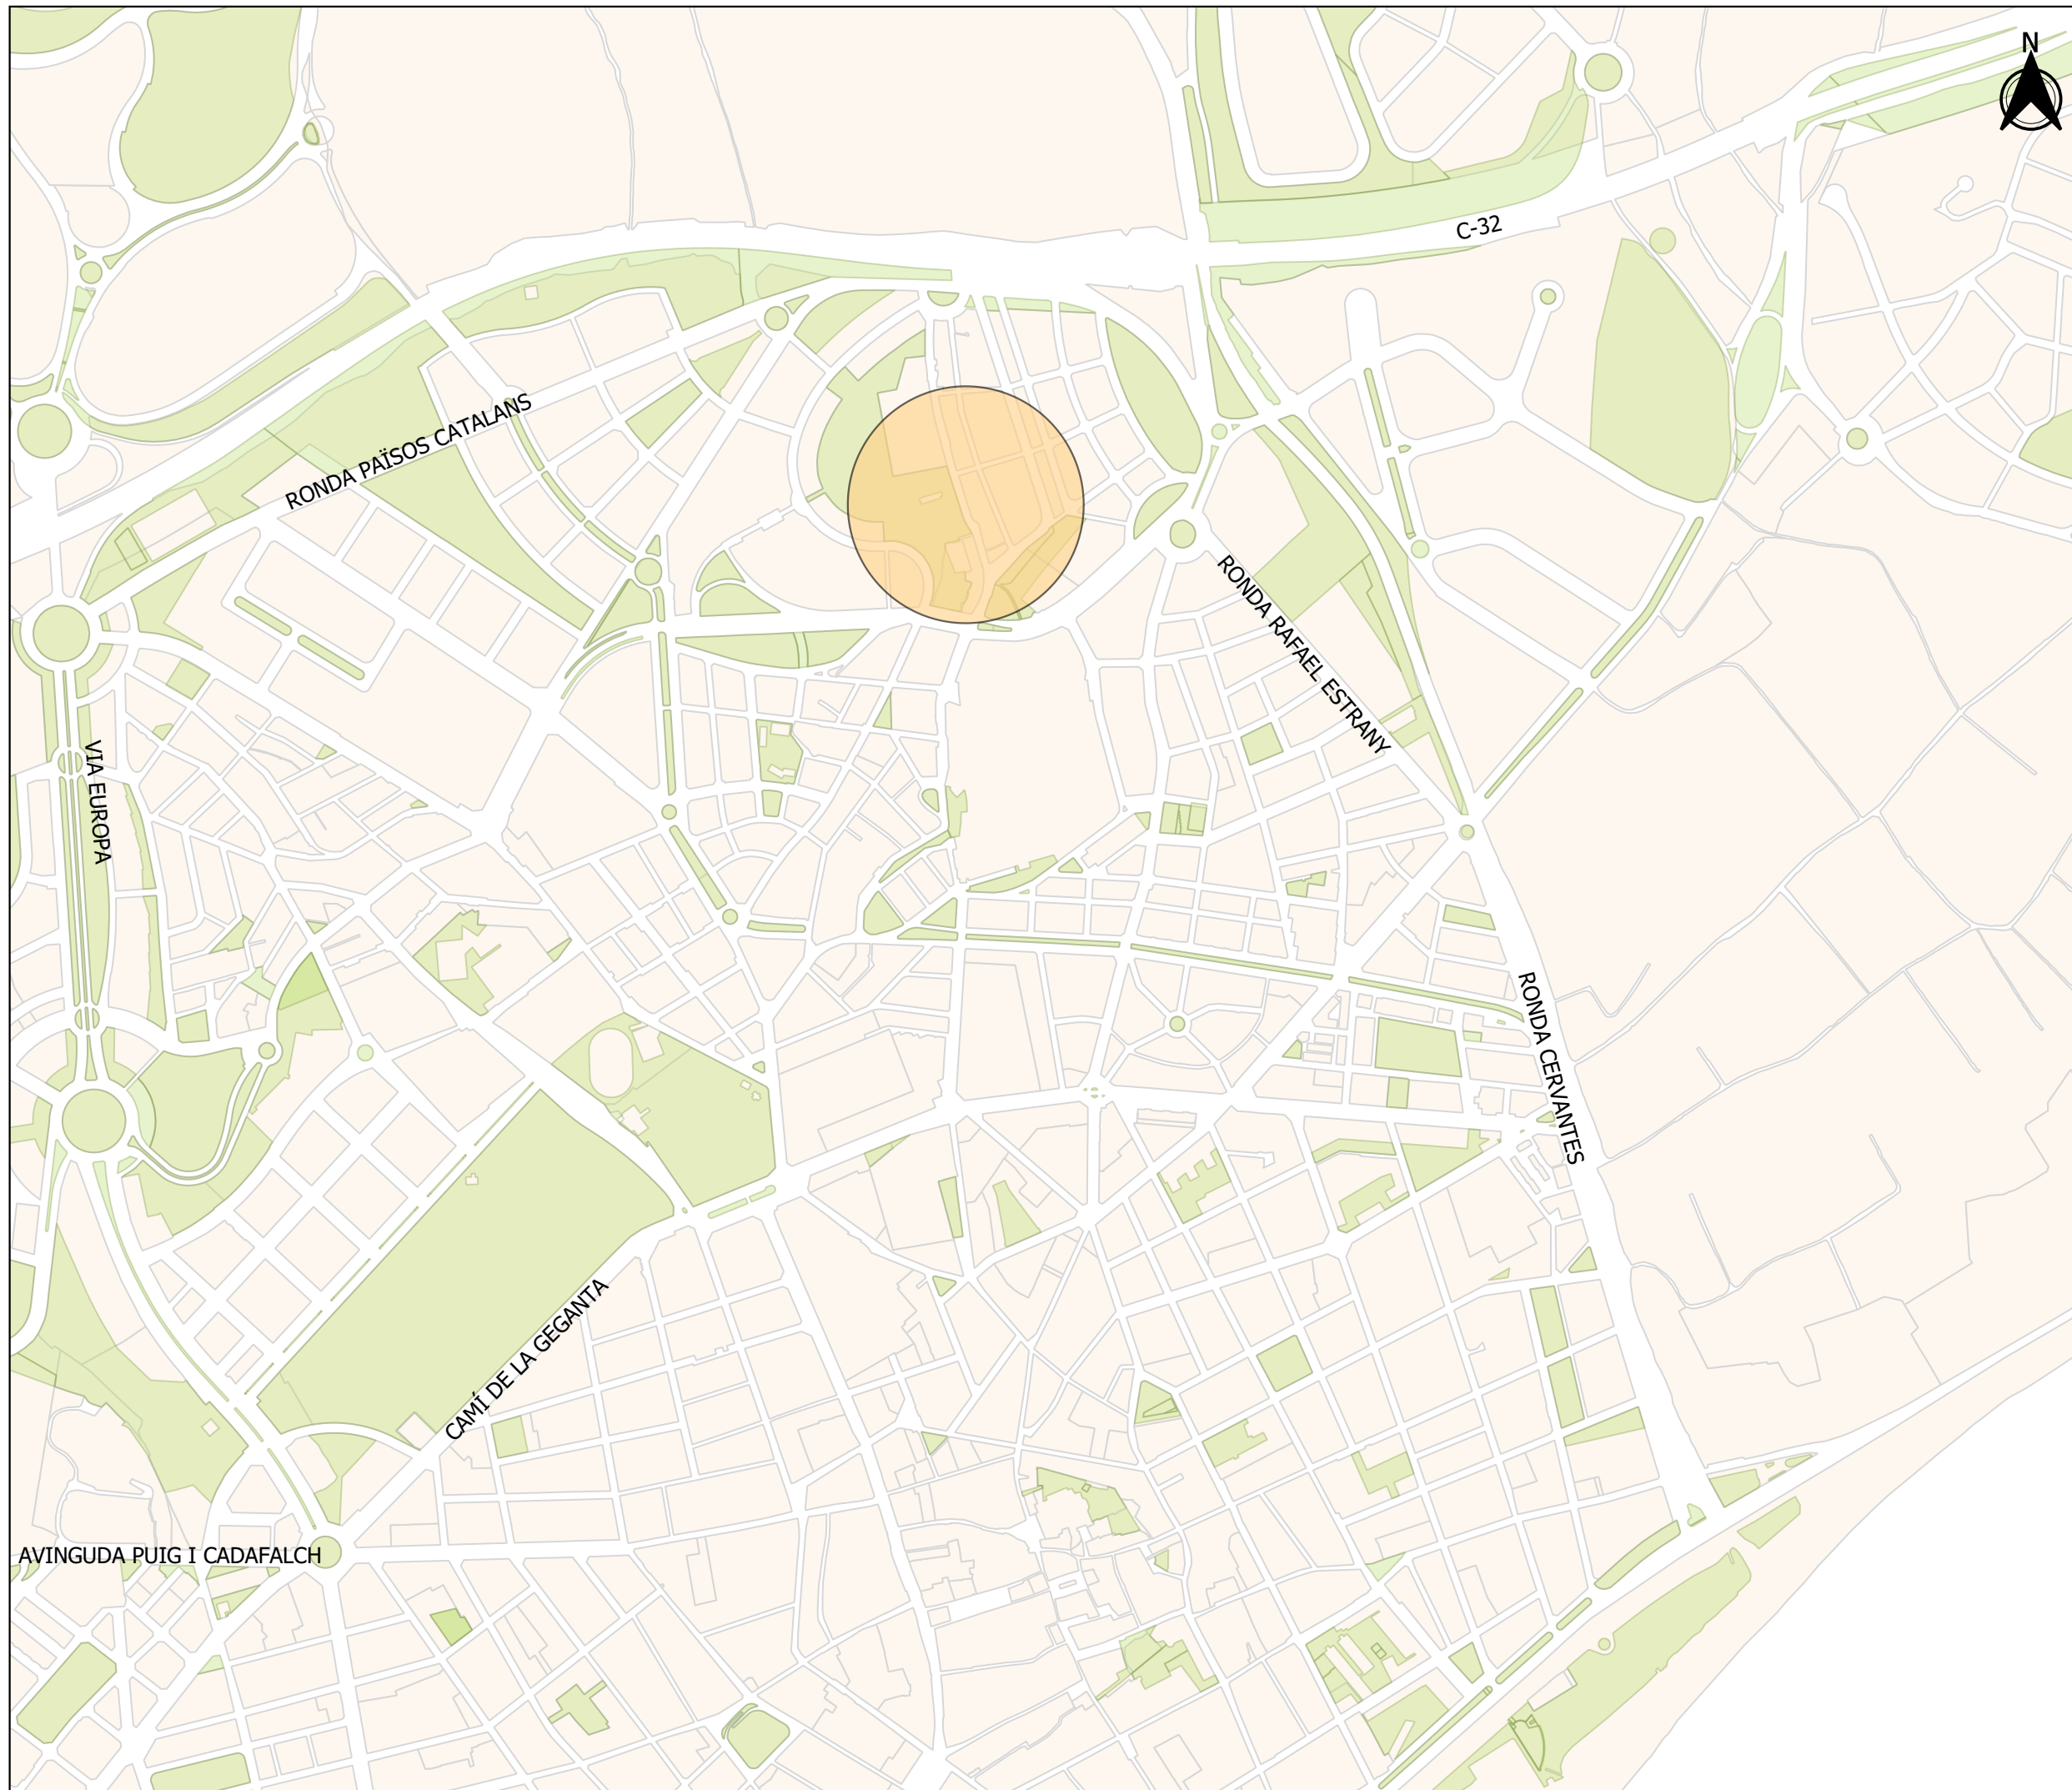 N
C-32
RONDA PAÏSOS CATALANS
RONDA RAFAEL ESTRANY
VIA EUROPA
RONDA CERVANTES
CAMÍ DE LA GEGANTA
AVINGUDA PUIG I CADAFALCH